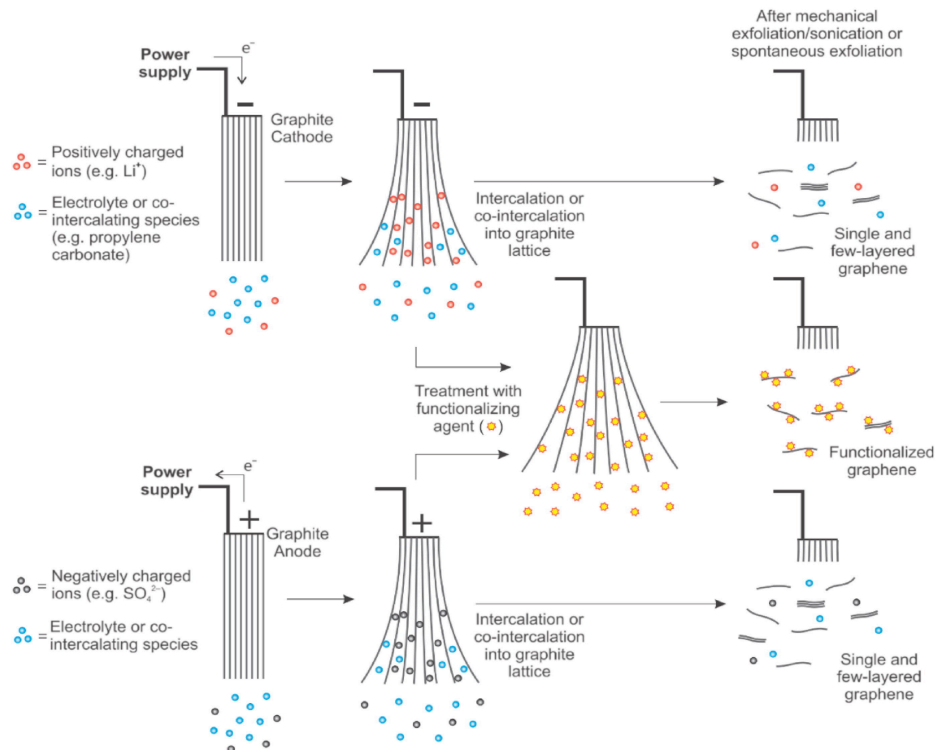 After mechanical
exfoliation/sonication or
spontaneous exfoliation
Power
supply
e⁻
−
Graphite
Cathode
−
= Positively charged
ions (e.g. Li⁺)
= Electrolyte or co-
intercalating species
(e.g. propylene
carbonate)
Intercalation or
co-intercalation
into graphite
lattice
Single and
few-layered
graphene
Treatment with
functionalizing
agent ( )
Functionalized
graphene
Power
supply
e⁻
+
Graphite
Anode
+
= Negatively charged
ions (e.g. SO₄²⁻)
= Electrolyte or co-
intercalating species
Intercalation or
co-intercalation
into graphite
lattice
Single and
few-layered
graphene